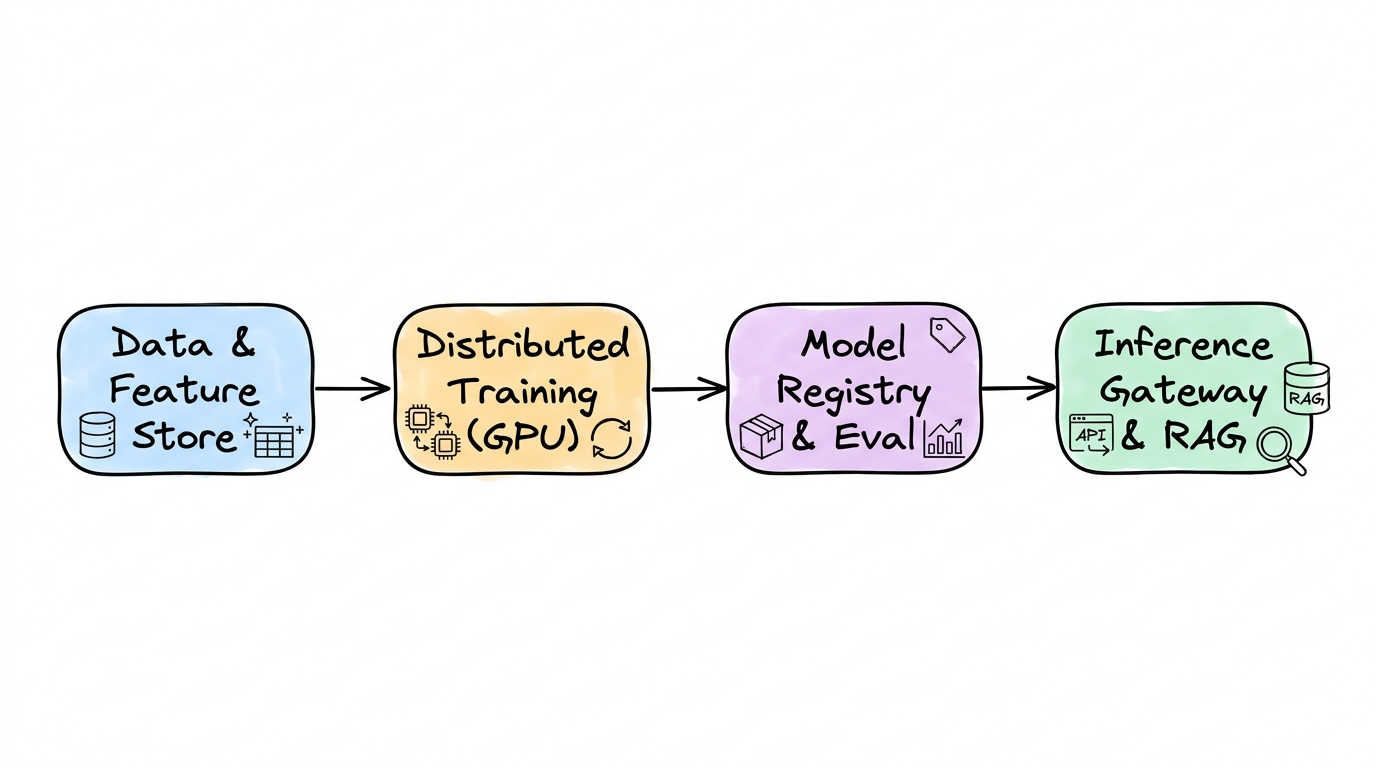 Data &
Feature
Store
Distributed
Training
(GPU)
Model
Registry
& Eval
Inference
Gateway
& RAG
API
RAG